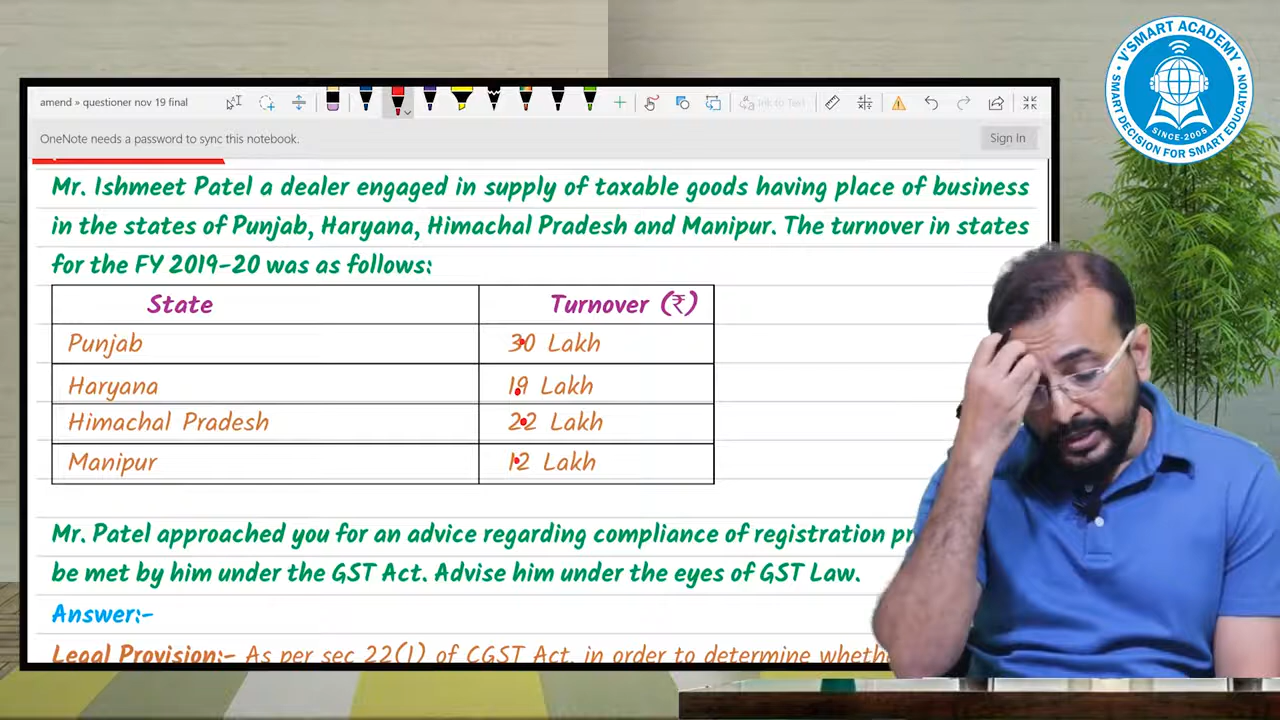 V'SMART ACADEMY
SMART DECISION FOR SMART EDUCATION
SINCE-2005
amend » questioner nov 19 final
Ink to Text
OneNote needs a password to sync this notebook.
Sign In
Mr. Ishmeet Patel a dealer engaged in supply of taxable goods having place of business
in the states of Punjab, Haryana, Himachal Pradesh and Manipur. The turnover in states
for the FY 2019-20 was as follows:
State Turnover (₹)
Punjab 30 Lakh
Haryana 19 Lakh
Himachal Pradesh 22 Lakh
Manipur 12 Lakh
Mr. Patel approached you for an advice regarding compliance of registration
be met by him under the GST Act. Advise him under the eyes of GST Law.
Answer:-
Legal Provision:- As per sec 22(1) of CGST Act, in order to determine